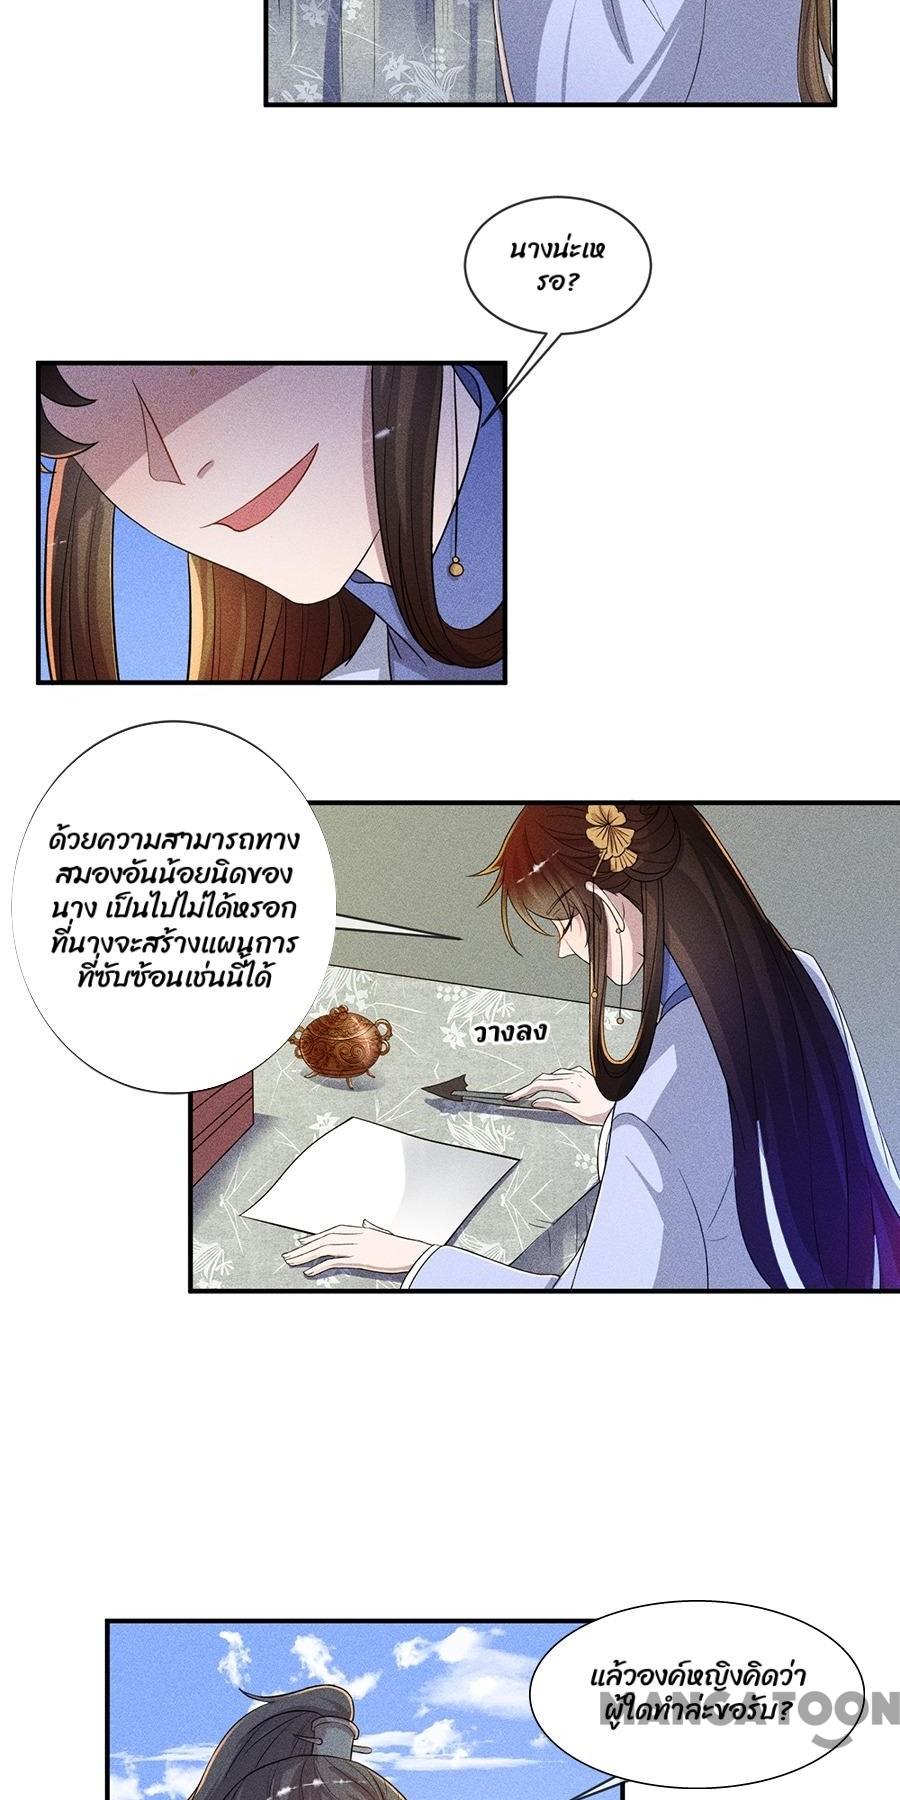 นางน่ะเห
รอ?
ด้วยความสามารถทาง
สมองอันน้อยนิดของ
นาง เป็นไปไม่ได้หรอก
ที่นางจะสร้างแผนการ
ที่ซับซ้อนเช่นนี้ได้
วางลง
แล้วองค์หญิงคิดว่า
ผู้ใดทำล่ะขอรับ?
MANGATOON